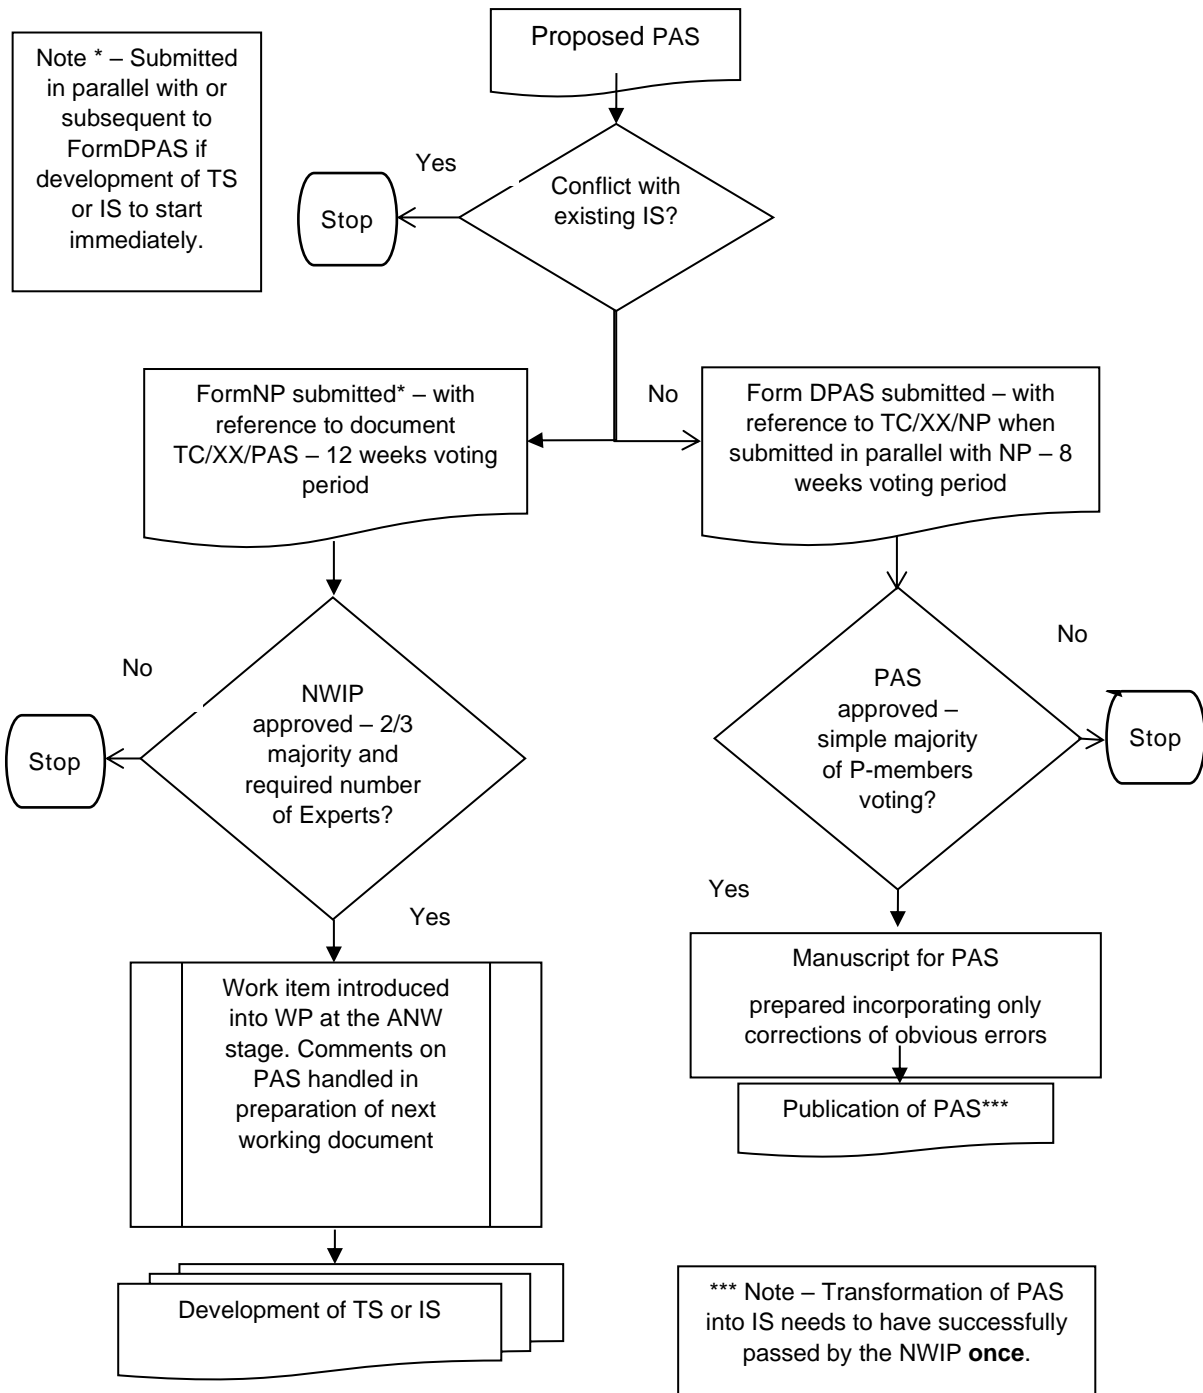 Proposed PAS
Note * – Submitted
in parallel with or
subsequent to
FormDPAS if
development of TS
or IS to start
immediately.
Yes
Stop
Conflict with
existing IS?
FormNP submitted* – with
reference to document
TC/XX/PAS – 12 weeks voting
period
No
Form DPAS submitted – with
reference to TC/XX/NP when
submitted in parallel with NP – 8
weeks voting period
No
Stop
NWIP
approved – 2/3
majority and
required number
of Experts?
PAS
approved –
simple majority
of P-members
voting?
No
Stop
Yes
Yes
Work item introduced
into WP at the ANW
stage. Comments on
PAS handled in
preparation of next
working document
Manuscript for PAS
prepared incorporating only
corrections of obvious errors
Publication of PAS***
Development of TS or IS
*** Note – Transformation of PAS
into IS needs to have successfully
passed by the NWIP once.